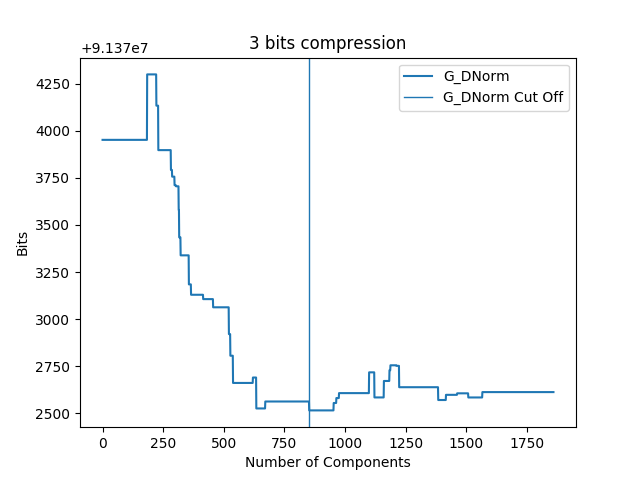 3 bits compression
+9.137e7
G_DNorm
G_DNorm Cut Off
4250
4000
3750
3500
3250
3000
2750
2500
Bits
0 250 500 750 1000 1250 1500 1750
Number of Components